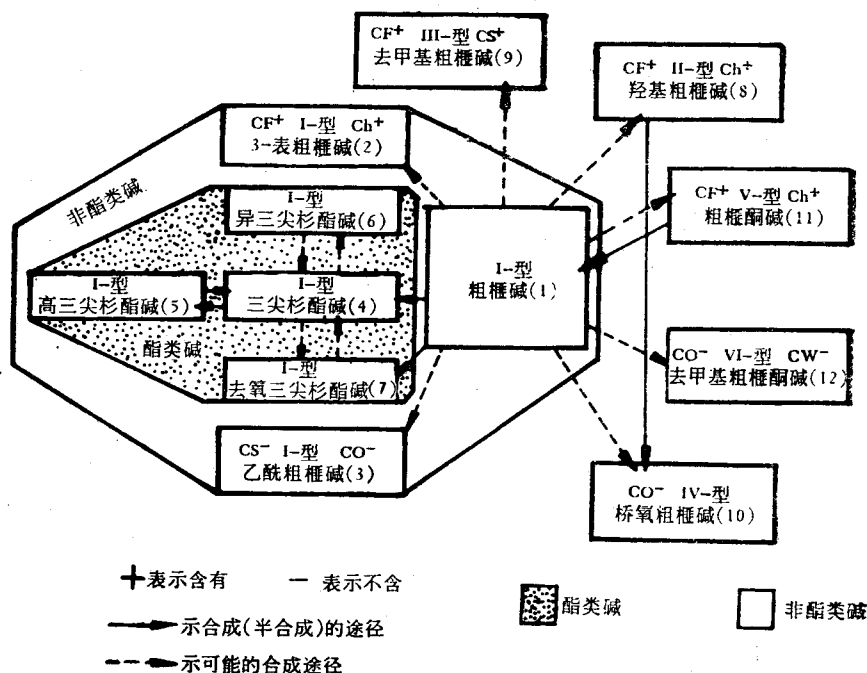 CF⁺ III-型 CS⁺
去甲基粗榧碱(9)
CF⁺ II-型 Ch⁺
羟基粗榧碱(8)
CF⁺ I-型 Ch⁺
3-表粗榧碱(2)
非酯类碱
I-型
异三尖杉酯碱(6)
CF⁺ V-型 Ch⁺
粗榧酮碱(11)
I-型
粗榧碱(1)
I-型
高三尖杉酯碱(5)
I-型
三尖杉酯碱(4)
酯类碱
I-型
去氧三尖杉酯碱(7)
CO⁻ VI-型 CW⁻
去甲基粗榧酮碱(12)
CS⁻ I-型 CO⁻
乙酰粗榧碱(3)
CO⁻ IV-型
桥氧粗榧碱(10)
+表示含有 - 表示不含
示合成(半合成)的途径
示可能的合成途径
酯类碱
非酯类碱